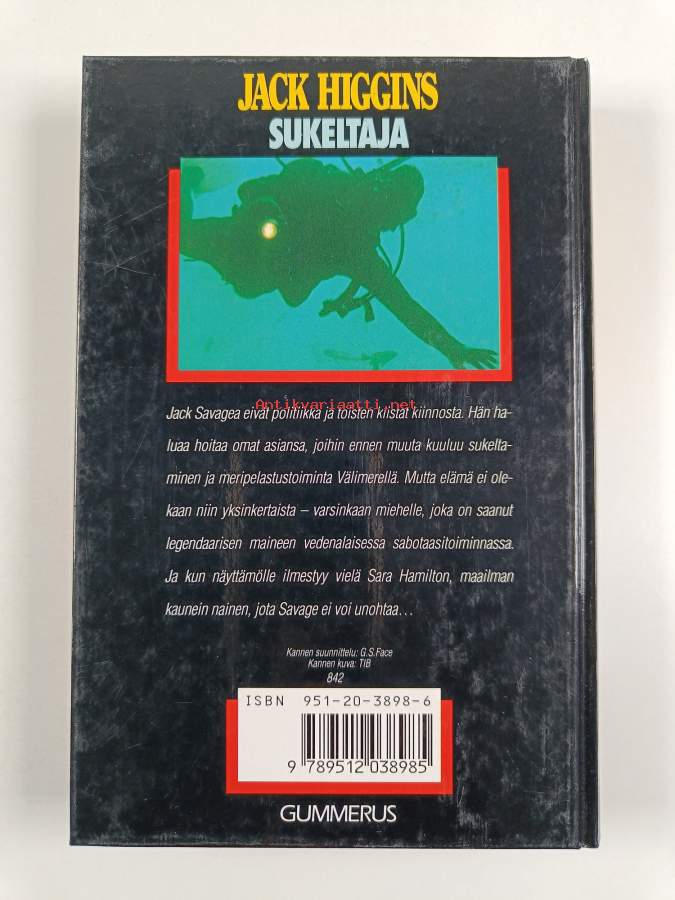 JACK HIGGINS
SUKELTAJA
Antikvariaatti.net
Jack Savagea eivät politiikka ja toisten kiistat kiinnosta. Hän ha-
luaa hoitaa omat asiansa, joihin ennen muuta kuuluu sukelta-
minen ja meripelastustoiminta Välimerellä. Mutta elämä ei ole-
kaan niin yksinkertaista – varsinkaan miehelle, joka on saanut
legendaarisen maineen vedenalaisessa sabotaasitoiminnassa.
Ja kun näyttämölle ilmestyy vielä Sara Hamilton, maailman
kaunein nainen, jota Savage ei voi unohtaa...
Kannen suunnittelu: G.S.Face
Kannen kuva: TIB
842
ISBN 951-20-3898-6
9 789512 038985
GUMMERUS